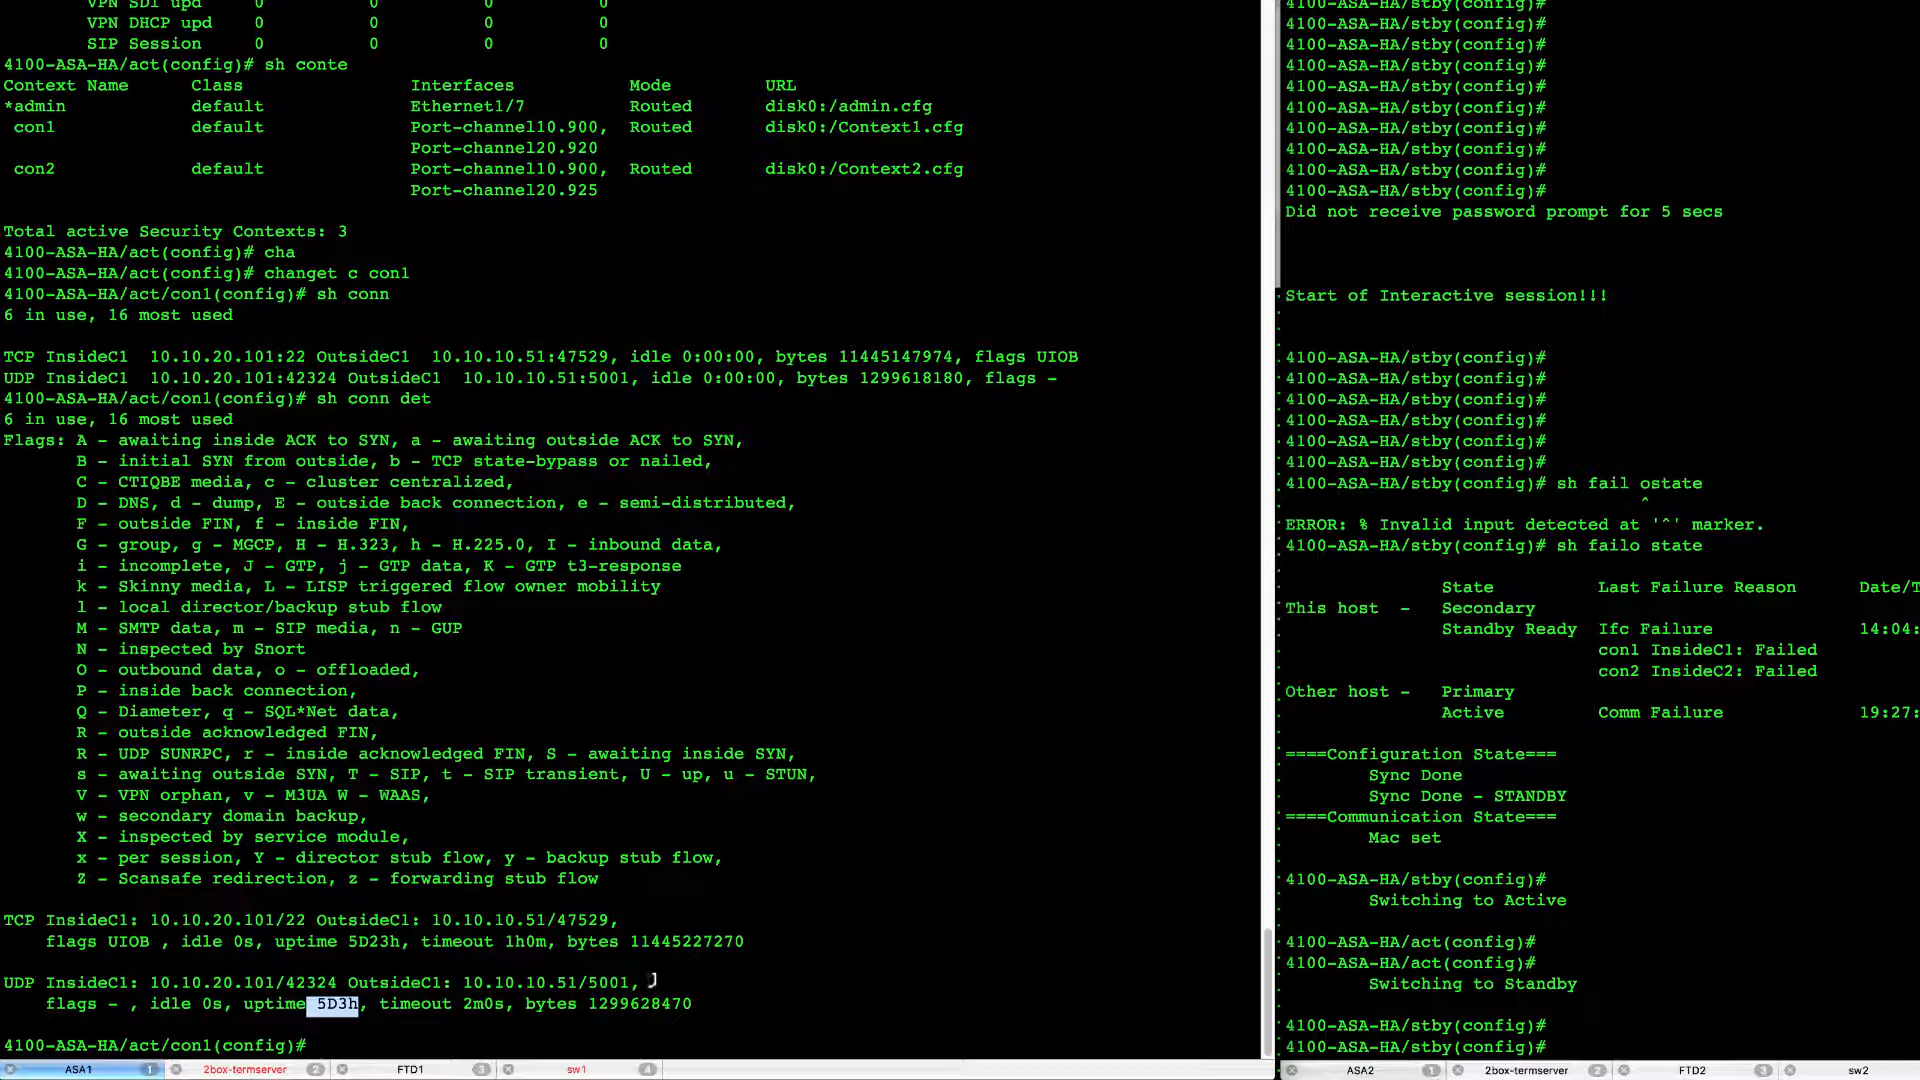 VPN SDI upd     0          0          0          0
VPN DHCP upd    0          0          0          0
SIP Session     0          0          0          0
4100-ASA-HA/act(config)# sh conte
Context Name      Class              Interfaces           Mode         URL
*admin            default            Ethernet1/7          Routed       disk0:/admin.cfg
con1             default            Port-channel10.900,  Routed       disk0:/Context1.cfg
Port-channel20.920
con2             default            Port-channel10.900,  Routed       disk0:/Context2.cfg
Port-channel20.925
Total active Security Contexts: 3
4100-ASA-HA/act(config)# cha
4100-ASA-HA/act(config)# changet c con1
4100-ASA-HA/act/con1(config)# sh conn
6 in use, 16 most used
TCP InsideC1  10.10.20.101:22 OutsideC1  10.10.10.51:47529, idle 0:00:00, bytes 11445147974, flags UIOB
UDP InsideC1  10.10.20.101:42324 OutsideC1  10.10.10.51:5001, idle 0:00:00, bytes 1299618180, flags -
4100-ASA-HA/act/con1(config)# sh conn det
6 in use, 16 most used
Flags: A - awaiting inside ACK to SYN, a - awaiting outside ACK to SYN,
B - initial SYN from outside, b - TCP state-bypass or nailed,
C - CTIQBE media, c - cluster centralized,
D - DNS, d - dump, E - outside back connection, e - semi-distributed,
F - outside FIN, f - inside FIN,
G - group, g - MGCP, H - H.323, h - H.225.0, I - inbound data,
i - incomplete, J - GTP, j - GTP data, K - GTP t3-response
k - Skinny media, L - LISP triggered flow owner mobility
l - local director/backup stub flow
M - SMTP data, m - SIP media, n - GUP
N - inspected by Snort
O - outbound data, o - offloaded,
P - inside back connection,
Q - Diameter, q - SQL*Net data,
R - outside acknowledged FIN,
R - UDP SUNRPC, r - inside acknowledged FIN, S - awaiting inside SYN,
s - awaiting outside SYN, T - SIP, t - SIP transient, U - up, u - STUN,
V - VPN orphan, v - M3UA W - WAAS,
w - secondary domain backup,
X - inspected by service module,
x - per session, Y - director stub flow, y - backup stub flow,
Z - Scansafe redirection, z - forwarding stub flow
TCP InsideC1: 10.10.20.101/22 OutsideC1: 10.10.10.51/47529,
flags UIOB , idle 0s, uptime 5D23h, timeout 1h0m, bytes 11445227270
UDP InsideC1: 10.10.20.101/42324 OutsideC1: 10.10.10.51/5001,
flags - , idle 0s, uptime 5D3h, timeout 2m0s, bytes 1299628470
4100-ASA-HA/act/con1(config)#
ASA1 1 2box-termserver 2 FTD1 3 sw1 4
4100-ASA-HA/stby(config)#
4100-ASA-HA/stby(config)#
4100-ASA-HA/stby(config)#
4100-ASA-HA/stby(config)#
4100-ASA-HA/stby(config)#
4100-ASA-HA/stby(config)#
4100-ASA-HA/stby(config)#
4100-ASA-HA/stby(config)#
4100-ASA-HA/stby(config)#
4100-ASA-HA/stby(config)#
Did not receive password prompt for 5 secs
Start of Interactive session!!!
4100-ASA-HA/stby(config)#
4100-ASA-HA/stby(config)#
4100-ASA-HA/stby(config)#
4100-ASA-HA/stby(config)#
4100-ASA-HA/stby(config)#
4100-ASA-HA/stby(config)#
4100-ASA-HA/stby(config)# sh fail ostate
^
ERROR: % Invalid input detected at '^' marker.
4100-ASA-HA/stby(config)# sh failo state
State          Last Failure Reason      Date/T
This host  -   Secondary
Standby Ready  Ifc Failure              14:04:
con1 InsideC1: Failed
con2 InsideC2: Failed
Other host -   Primary
Active         Comm Failure             19:27:
====Configuration State===
Sync Done
Sync Done - STANDBY
====Communication State===
Mac set
4100-ASA-HA/stby(config)#
Switching to Active
4100-ASA-HA/act(config)#
4100-ASA-HA/act(config)#
Switching to Standby
4100-ASA-HA/stby(config)#
4100-ASA-HA/stby(config)#
ASA2 1 2box-termserver 2 FTD2 3 sw2